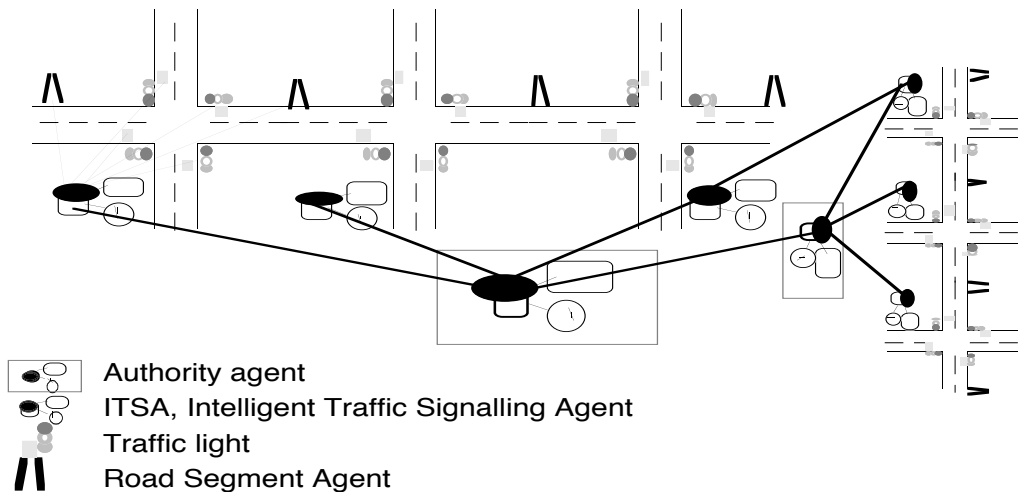 Authority agent
ITSA, Intelligent Traffic Signalling Agent
Traffic light
Road Segment Agent